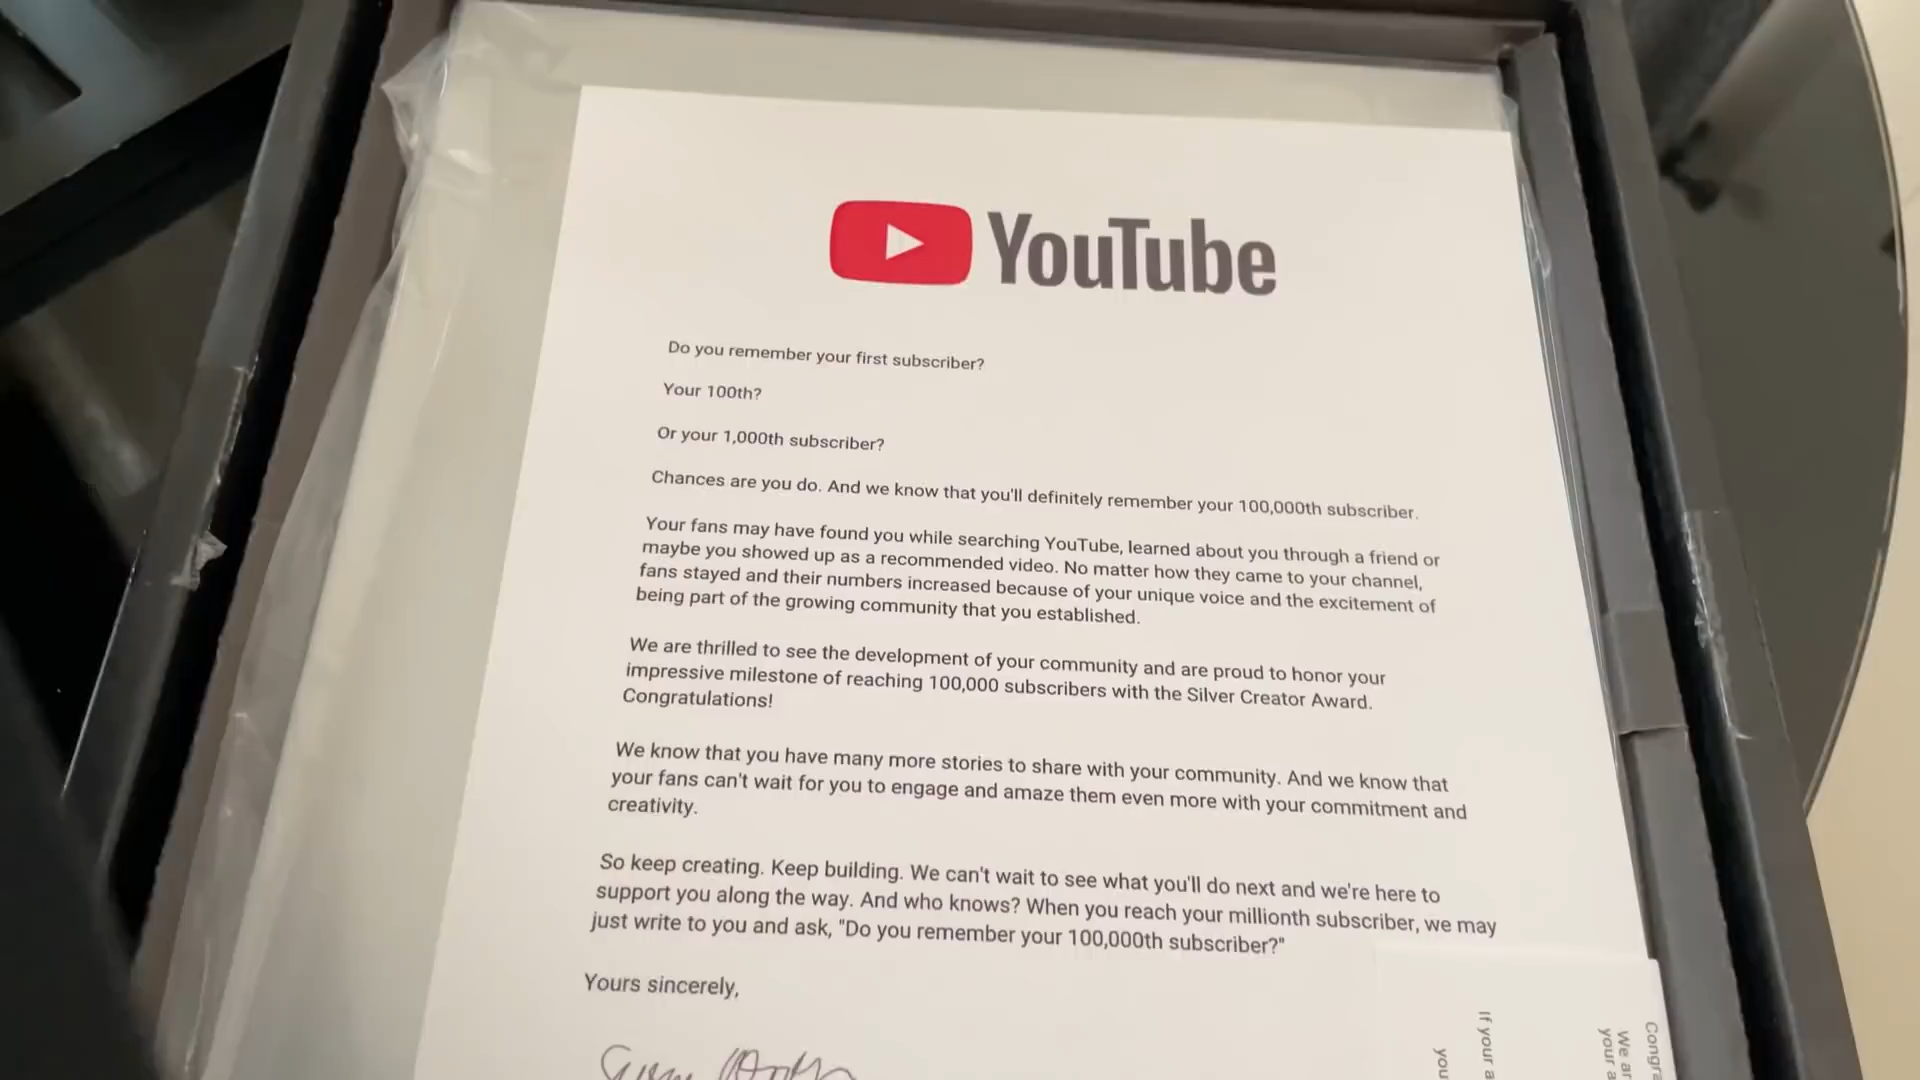 YouTube
Do you remember your first subscriber?
Your 100th?
Or your 1,000th subscriber?
Chances are you do. And we know that you'll definitely remember your 100,000th subscriber.
Your fans may have found you while searching YouTube, learned about you through a friend or
maybe you showed up as a recommended video. No matter how they came to your channel,
fans stayed and their numbers increased because of your unique voice and the excitement of
being part of the growing community that you established.
We are thrilled to see the development of your community and are proud to honor your
impressive milestone of reaching 100,000 subscribers with the Silver Creator Award.
Congratulations!
We know that you have many more stories to share with your community. And we know that
your fans can't wait for you to engage and amaze them even more with your commitment and
creativity.
So keep creating. Keep building. We can't wait to see what you'll do next and we're here to
support you along the way. And who knows? When you reach your millionth subscriber, we may
just write to you and ask, "Do you remember your 100,000th subscriber?"
Yours sincerely,
We
your
If your
you